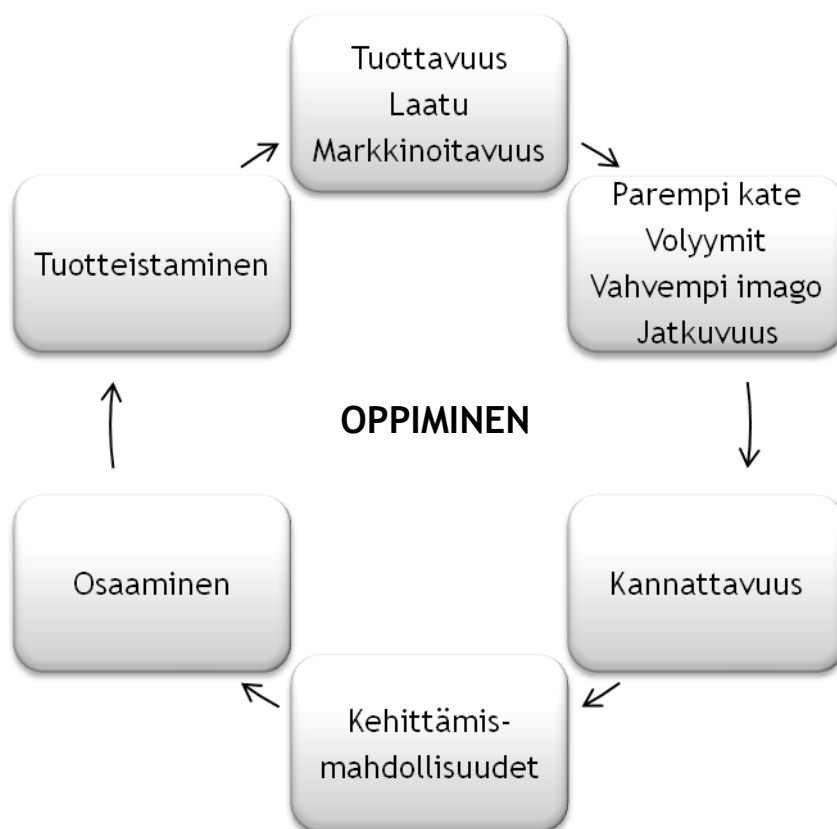 Tuottavuus
Laatu
Markkinoitavuus
Parempi kate
Volyymit
Vahvempi imago
Jatkuvuus
Tuotteistaminen
OPPIMINEN
Osaaminen
Kannattavuus
Kehittämis-
mahdollisuudet